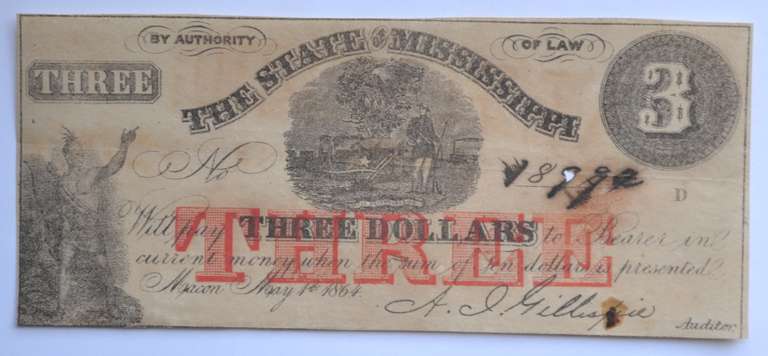 BY AUTHORITY OF LAW
THE STATE OF MISSISSIPPI
THREE
3
No
D
Will pay THREE DOLLARS to Bearer in
THREE
current money when the sum of ten dollars is presented.
Macon May 1st 1864.
A. J. Gillespie
Auditor.